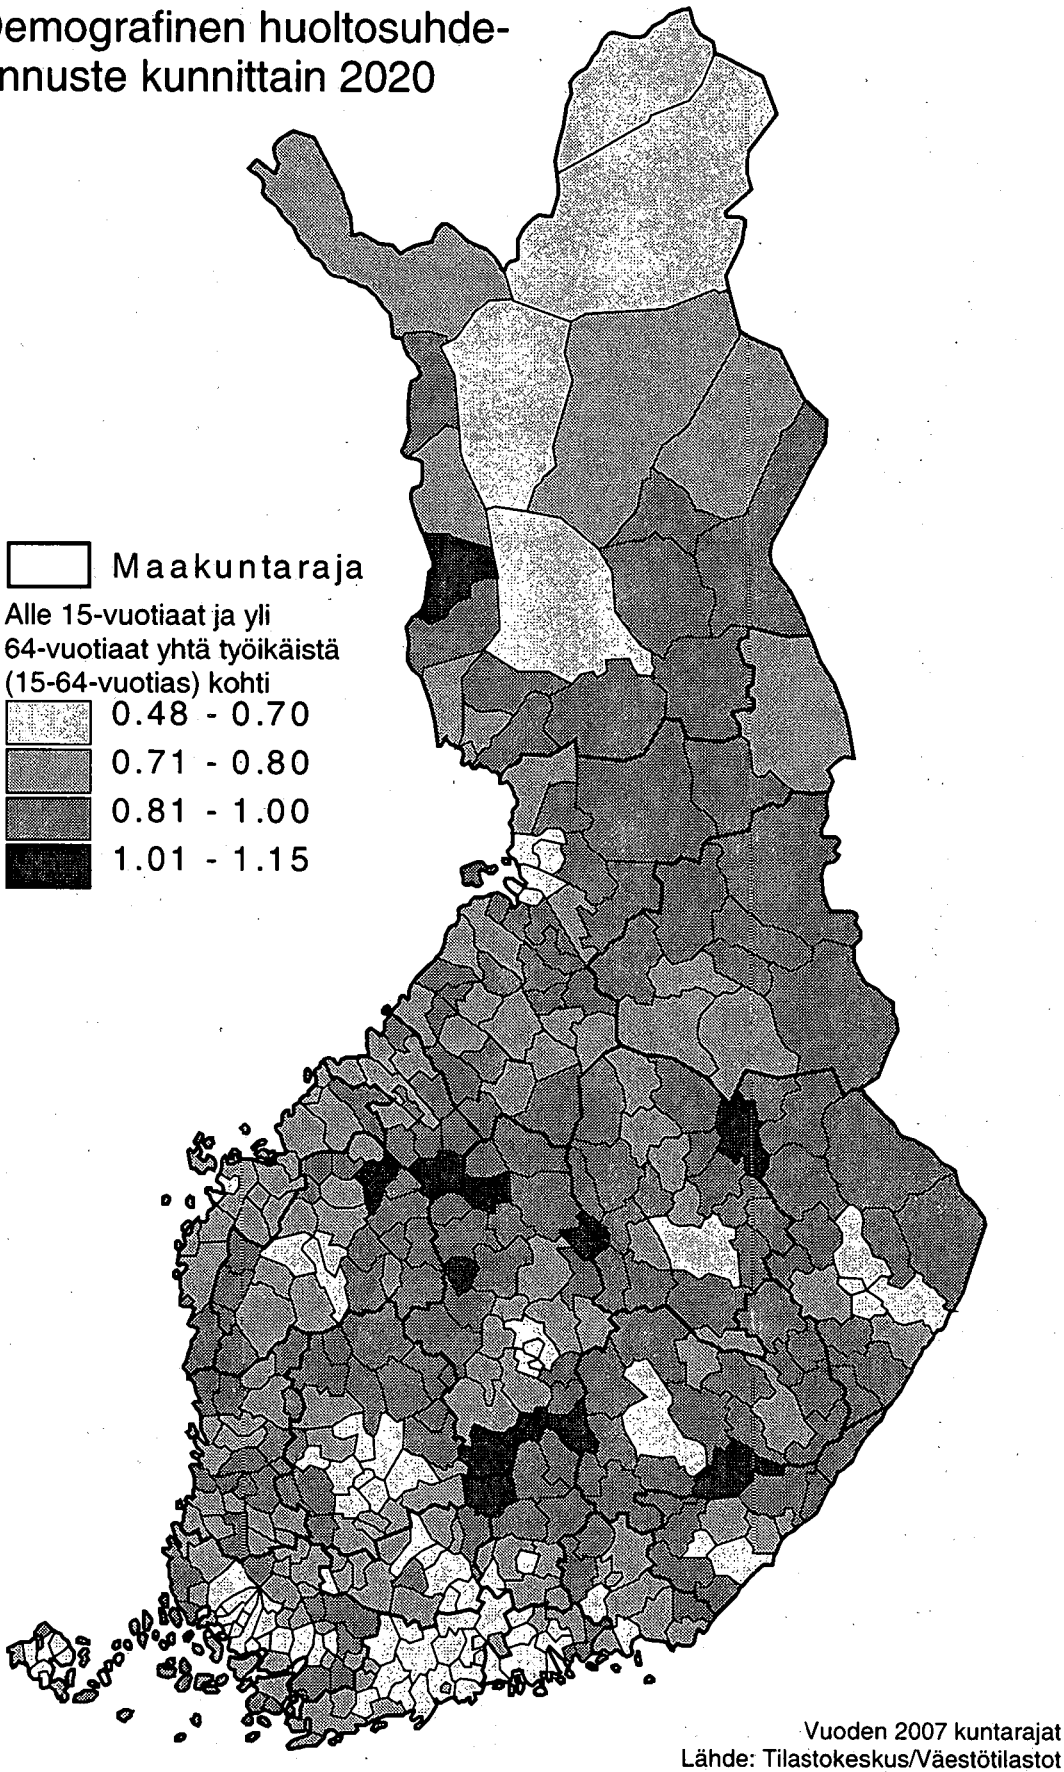 emografinen huoltosuhde-
nnuste kunnittain 2020
Maakuntaraja
Alle 15-vuotiaat ja yli
64-vuotiaat yhtä työikäistä
(15-64-vuotias) kohti
0.48 - 0.70
0.71 - 0.80
0.81 - 1.00
1.01 - 1.15
Vuoden 2007 kuntarajat
Lähde: Tilastokeskus/Väestötilastot